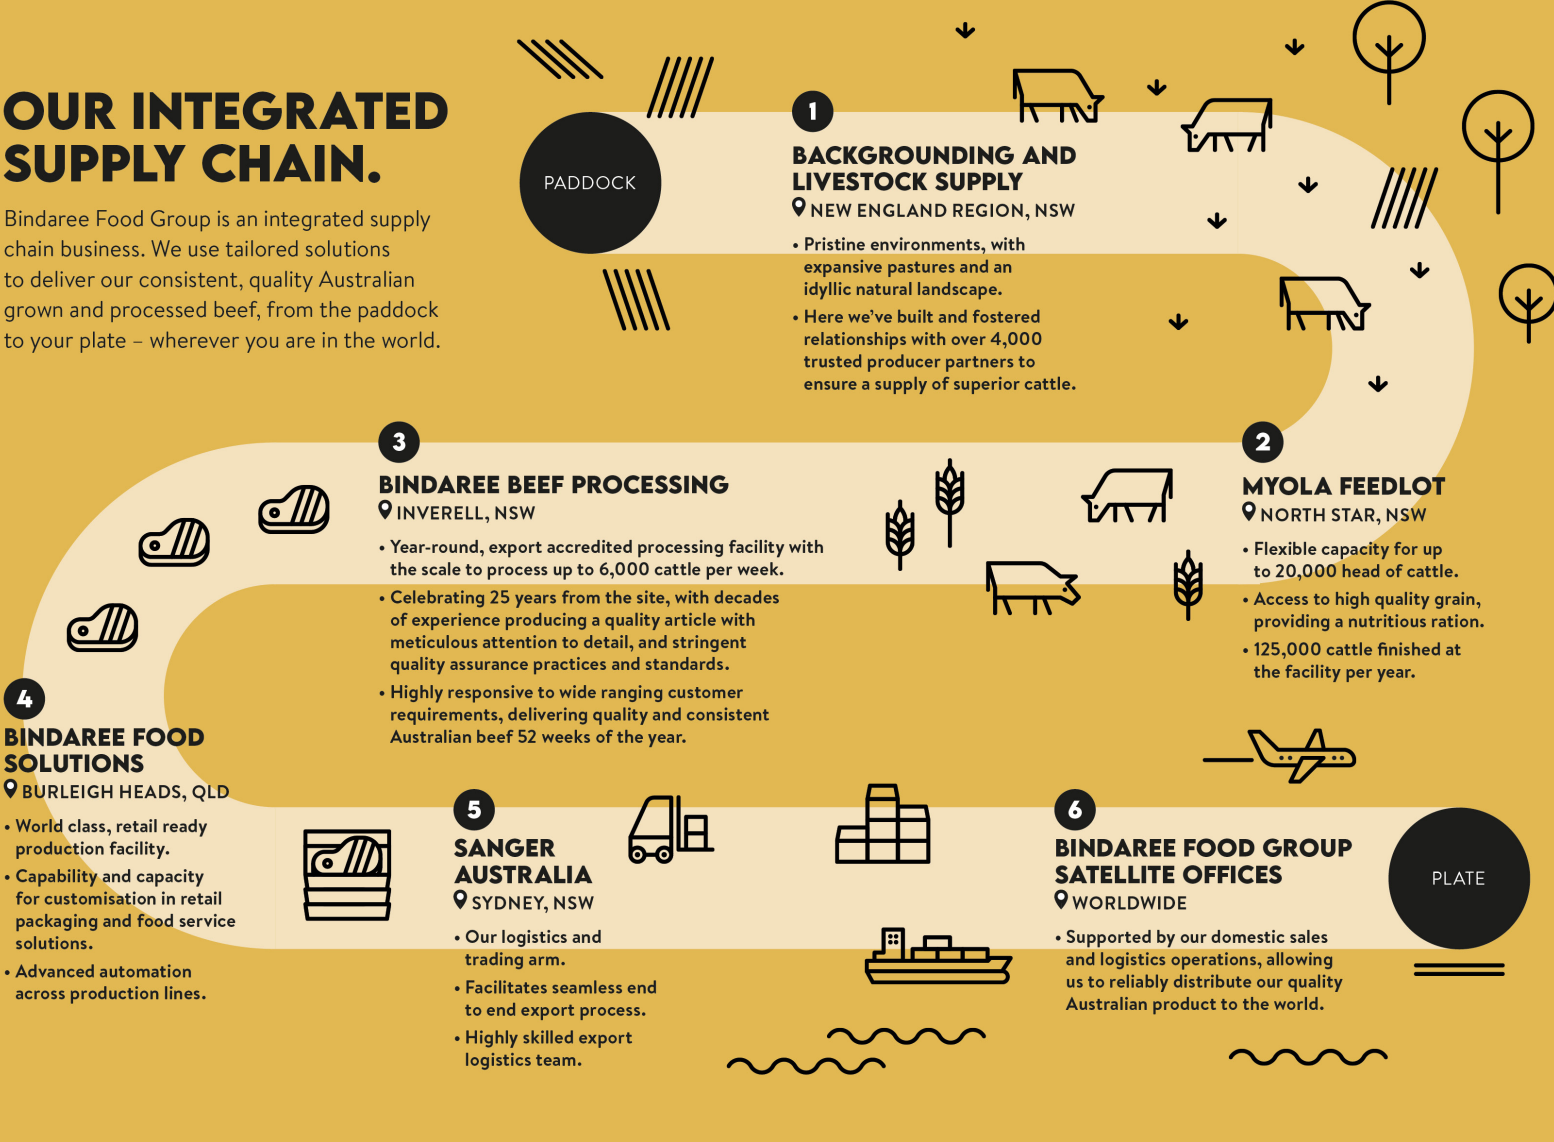 OUR INTEGRATED
SUPPLY CHAIN.
Bindaree Food Group is an integrated supply
chain business. We use tailored solutions
to deliver our consistent, quality Australian
grown and processed beef, from the paddock
to your plate – wherever you are in the world.
PADDOCK
1
BACKGROUNDING AND
LIVESTOCK SUPPLY
NEW ENGLAND REGION, NSW
• Pristine environments, with
expansive pastures and an
idyllic natural landscape.
• Here we’ve built and fostered
relationships with over 4,000
trusted producer partners to
ensure a supply of superior cattle.
2
MYOLA FEEDLOT
NORTH STAR, NSW
• Flexible capacity for up
to 20,000 head of cattle.
• Access to high quality grain,
providing a nutritious ration.
• 125,000 cattle finished at
the facility per year.
3
BINDAREE BEEF PROCESSING
INVERELL, NSW
• Year-round, export accredited processing facility with
the scale to process up to 6,000 cattle per week.
• Celebrating 25 years from the site, with decades
of experience producing a quality article with
meticulous attention to detail, and stringent
quality assurance practices and standards.
• Highly responsive to wide ranging customer
requirements, delivering quality and consistent
Australian beef 52 weeks of the year.
4
BINDAREE FOOD
SOLUTIONS
BURLEIGH HEADS, QLD
• World class, retail ready
production facility.
• Capability and capacity
for customisation in retail
packaging and food service
solutions.
• Advanced automation
across production lines.
5
SANGER
AUSTRALIA
SYDNEY, NSW
• Our logistics and
trading arm.
• Facilitates seamless end
to end export process.
• Highly skilled export
logistics team.
6
BINDAREE FOOD GROUP
SATELLITE OFFICES
WORLDWIDE
• Supported by our domestic sales
and logistics operations, allowing
us to reliably distribute our quality
Australian product to the world.
PLATE